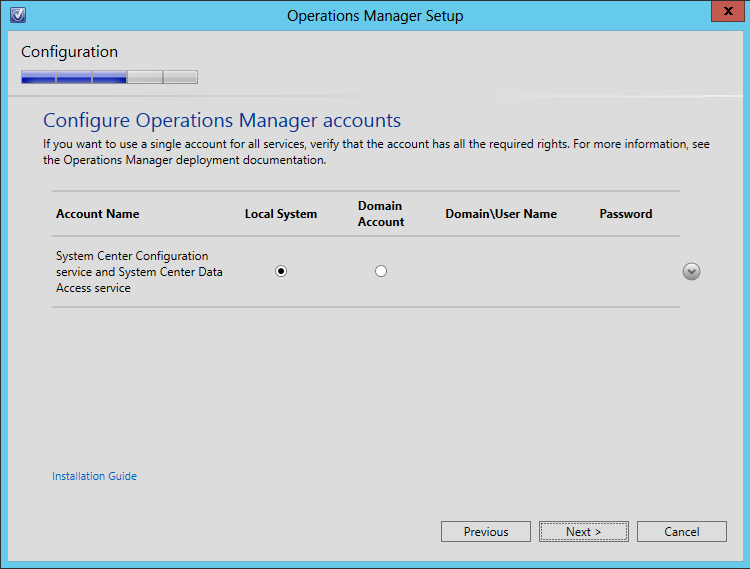 Operations Manager Setup
x
Configuration
Configure Operations Manager accounts
If you want to use a single account for all services, verify that the account has all the required rights. For more information, see
the Operations Manager deployment documentation.
Account Name Local System Domain Account Domain\User Name Password
System Center Configuration
service and System Center Data
Access service
Installation Guide
Previous Next > Cancel